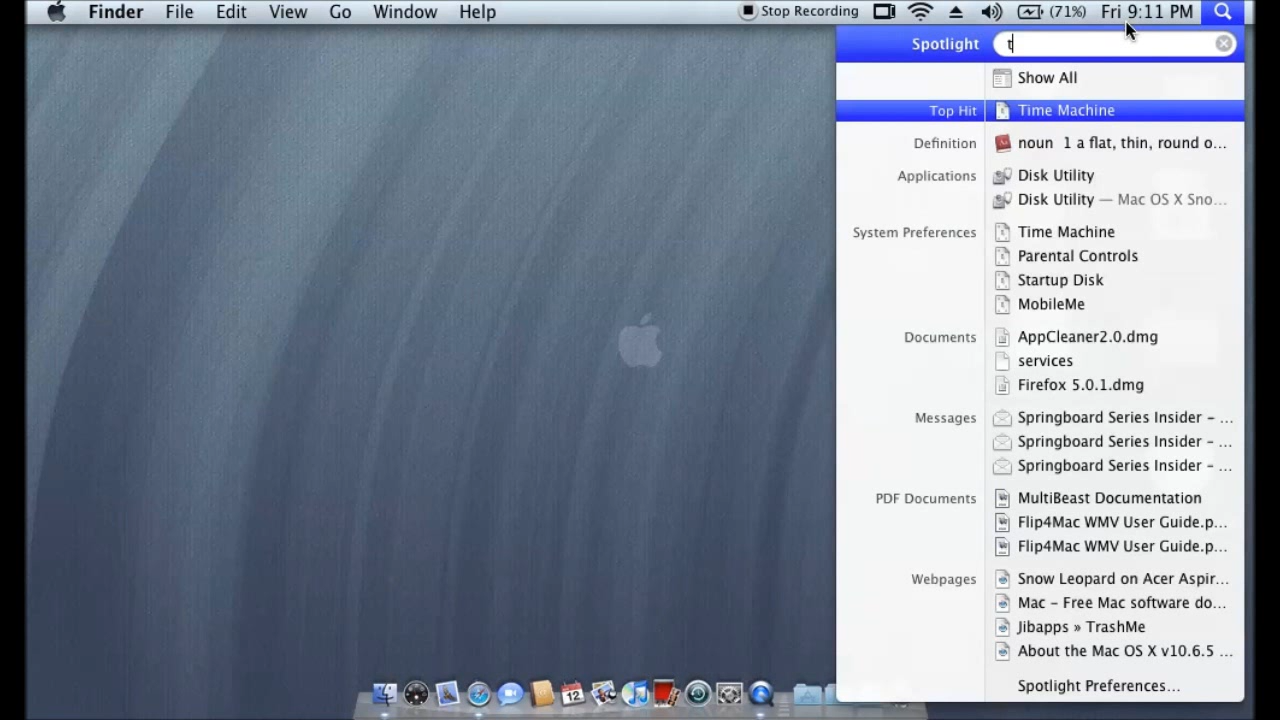 Finder File Edit View Go Window Help Stop Recording (71%) Fri 9:11 PM
Spotlight t
Show All
Top Hit Time Machine
Definition noun 1 a flat, thin, round o...
Applications Disk Utility
Disk Utility — Mac OS X Sno...
System Preferences Time Machine
Parental Controls
Startup Disk
MobileMe
Documents AppCleaner2.0.dmg
services
Firefox 5.0.1.dmg
Messages Springboard Series Insider – ...
Springboard Series Insider – ...
Springboard Series Insider – ...
PDF Documents MultiBeast Documentation
Flip4Mac WMV User Guide.p...
Flip4Mac WMV User Guide.p...
Webpages Snow Leopard on Acer Aspir...
Mac – Free Mac software do...
Jibapps » TrashMe
About the Mac OS X v10.6.5 ...
Spotlight Preferences...
12